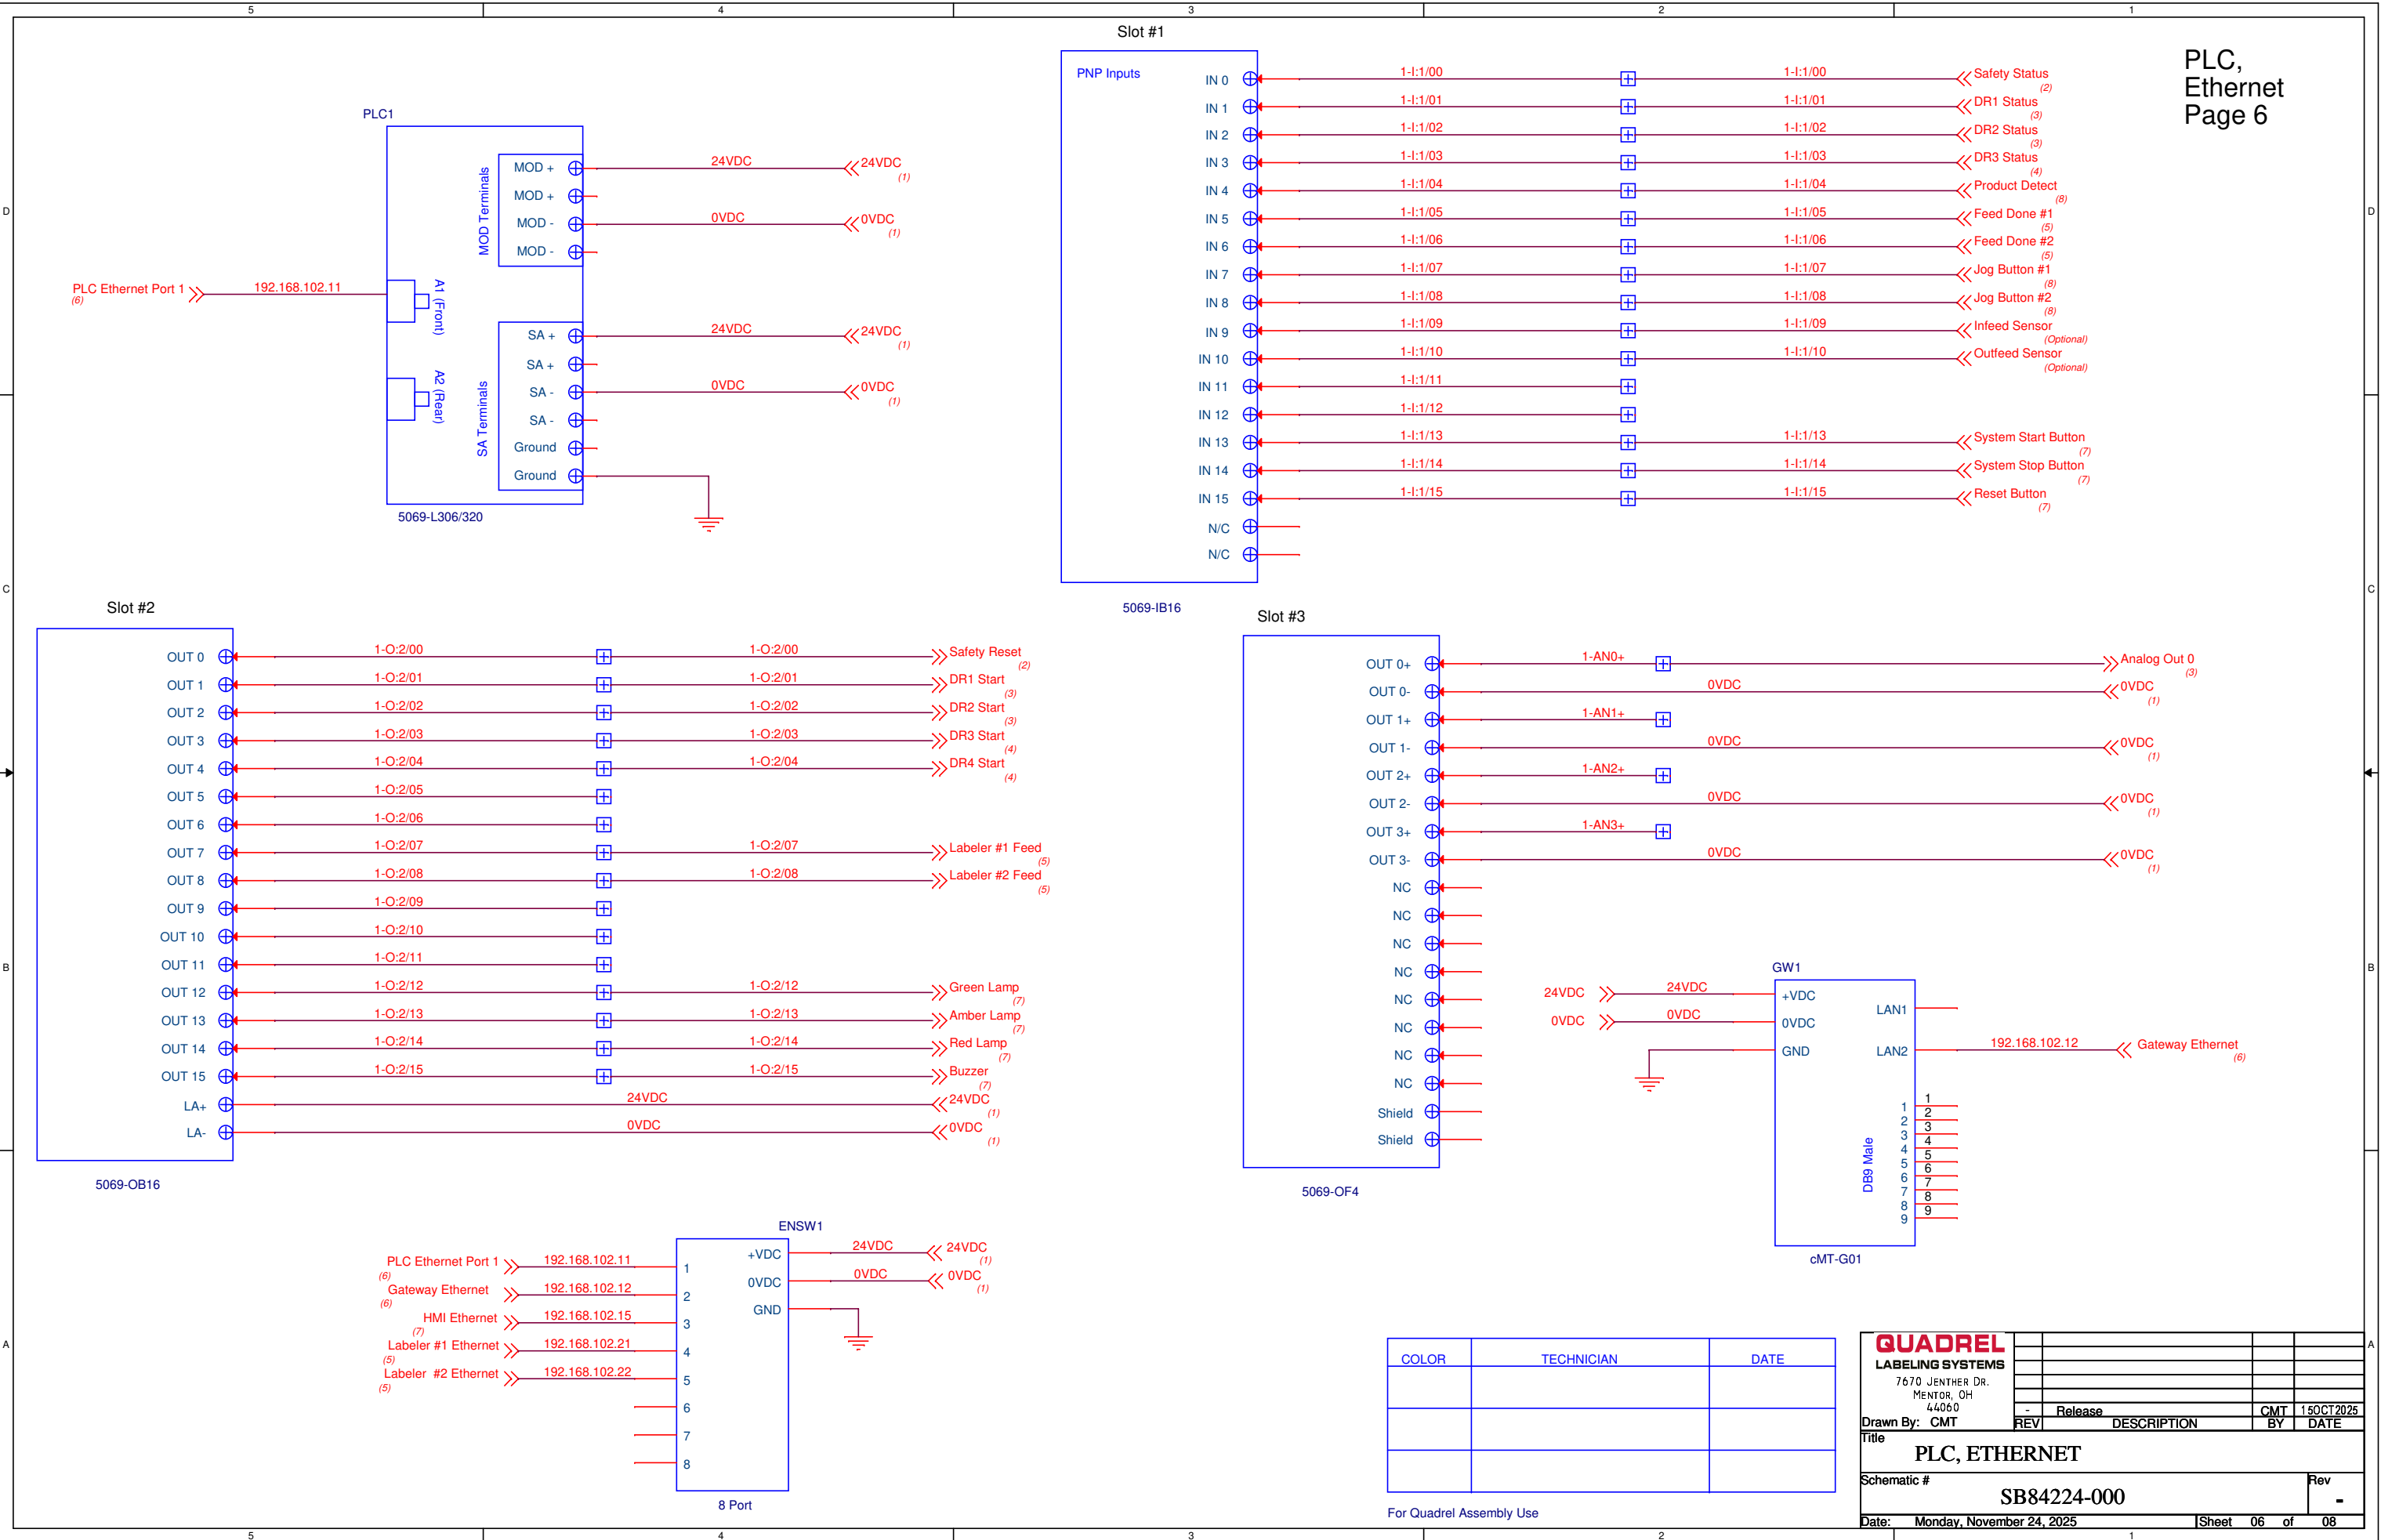 5 4 3 2 1
PLC,
Ethernet
Page 6
PLC1
MOD Terminals
MOD +
MOD +
MOD -
MOD -
24VDC 24VDC
(1)
0VDC 0VDC
(1)
PLC Ethernet Port 1
(6)
192.168.102.11
A1 (Front)
A2 (Rear)
SA Terminals
SA +
SA +
SA -
SA -
Ground
Ground
24VDC 24VDC
(1)
0VDC 0VDC
(1)
5069-L306/320
Slot #1
PNP Inputs
IN 0 1-I:1/00 1-I:1/00 Safety Status
(2)
IN 1 1-I:1/01 1-I:1/01 DR1 Status
(3)
IN 2 1-I:1/02 1-I:1/02 DR2 Status
(3)
IN 3 1-I:1/03 1-I:1/03 DR3 Status
(4)
IN 4 1-I:1/04 1-I:1/04 Product Detect
(8)
IN 5 1-I:1/05 1-I:1/05 Feed Done #1
(5)
IN 6 1-I:1/06 1-I:1/06 Feed Done #2
(5)
IN 7 1-I:1/07 1-I:1/07 Jog Button #1
(8)
IN 8 1-I:1/08 1-I:1/08 Jog Button #2
(8)
IN 9 1-I:1/09 1-I:1/09 Infeed Sensor
(Optional)
IN 10 1-I:1/10 1-I:1/10 Outfeed Sensor
(Optional)
IN 11 1-I:1/11
IN 12 1-I:1/12
IN 13 1-I:1/13 1-I:1/13 System Start Button
(7)
IN 14 1-I:1/14 1-I:1/14 System Stop Button
(7)
IN 15 1-I:1/15 1-I:1/15 Reset Button
(7)
N/C
N/C
5069-IB16
Slot #2
OUT 0 1-O:2/00 1-O:2/00 Safety Reset
(2)
OUT 1 1-O:2/01 1-O:2/01 DR1 Start
(3)
OUT 2 1-O:2/02 1-O:2/02 DR2 Start
(3)
OUT 3 1-O:2/03 1-O:2/03 DR3 Start
(4)
OUT 4 1-O:2/04 1-O:2/04 DR4 Start
(4)
OUT 5 1-O:2/05
OUT 6 1-O:2/06
OUT 7 1-O:2/07 1-O:2/07 Labeler #1 Feed
(5)
OUT 8 1-O:2/08 1-O:2/08 Labeler #2 Feed
(5)
OUT 9 1-O:2/09
OUT 10 1-O:2/10
OUT 11 1-O:2/11
OUT 12 1-O:2/12 1-O:2/12 Green Lamp
(7)
OUT 13 1-O:2/13 1-O:2/13 Amber Lamp
(7)
OUT 14 1-O:2/14 1-O:2/14 Red Lamp
(7)
OUT 15 1-O:2/15 1-O:2/15 Buzzer
(7)
LA+ 24VDC 24VDC
(1)
LA- 0VDC 0VDC
(1)
5069-OB16
Slot #3
OUT 0+ 1-AN0+ Analog Out 0
(3)
OUT 0- 0VDC 0VDC
(1)
OUT 1+ 1-AN1+
OUT 1- 0VDC 0VDC
(1)
OUT 2+ 1-AN2+
OUT 2- 0VDC 0VDC
(1)
OUT 3+ 1-AN3+
OUT 3- 0VDC 0VDC
(1)
NC
NC
NC
NC
NC
NC
NC
NC
Shield
Shield
5069-OF4
GW1
24VDC 24VDC +VDC
0VDC 0VDC 0VDC
GND
LAN1
LAN2 192.168.102.12 Gateway Ethernet
(6)
DB9 Male
1 1
2 2
3 3
4 4
5 5
6 6
7 7
8 8
9 9
cMT-G01
ENSW1
PLC Ethernet Port 1 192.168.102.11 1
(6)
Gateway Ethernet 192.168.102.12 2
(6)
HMI Ethernet 192.168.102.15 3
(7)
Labeler #1 Ethernet 192.168.102.21 4
(5)
Labeler #2 Ethernet 192.168.102.22 5
(5)
6
7
8
+VDC 24VDC 24VDC
(1)
0VDC 0VDC 0VDC
(1)
GND
8 Port
COLOR TECHNICIAN DATE
For Quadrel Assembly Use
QUADREL
LABELING SYSTEMS
7670 JENTHER DR.
MENTOR, OH
44060
Drawn By: CMT
- Release CMT 15OCT2025
REV DESCRIPTION BY DATE
Title
PLC, ETHERNET
Schematic #
SB84224-000
Rev
-
Date: Monday, November 24, 2025 Sheet 06 of 08
D D
C C
B B
A A
5 4 3 2 1